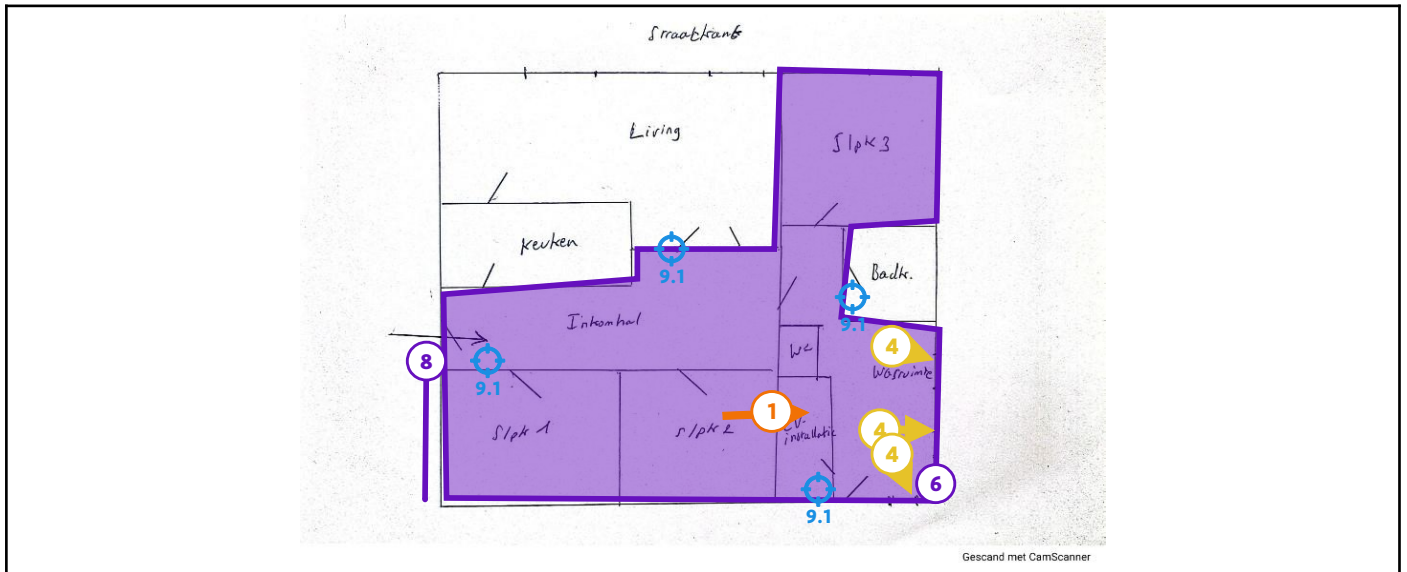 Straatkant
Living
Slpk 3
Keuken
9.1
Badk.
9.1
Inkomhal
WC
4
Wasruimte
8
9.1
1
Slpk 1
Slpk 2
CV-
installatie
4
4
6
9.1
Gescand met CamScanner